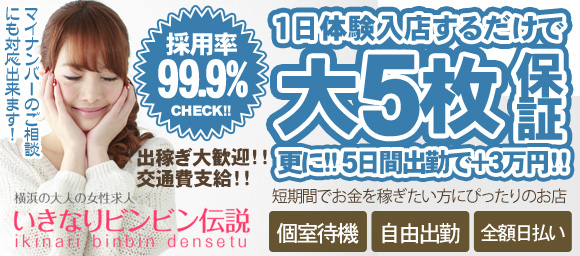 マイナンバーのご相談
にも対応出来ます！
採用率
99.9%
CHECK!!
1日体験入店するだけで
大5枚保証
更に!! 5日間出勤で+3万円!!
出稼ぎ大歓迎!!
交通費支給!!
短期間でお金を稼ぎたい方にぴったりのお店
横浜の大人の女性求人
いきなりビンビン伝説
ikinari binbin densetu
個室待機
自由出勤
全額日払い